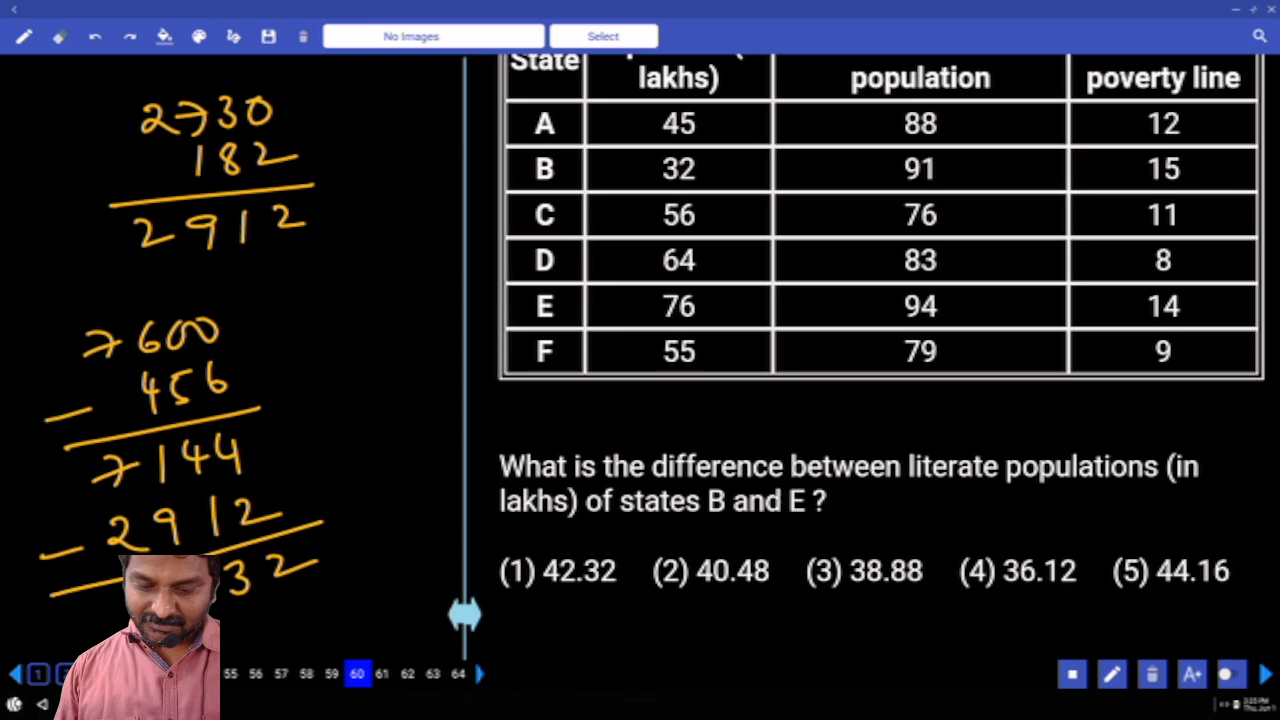 No Images
Select
2730
182
2912
7600
456
7144
2912
32
State
lakhs)
population
poverty line
A 45 88 12
B 32 91 15
C 56 76 11
D 64 83 8
E 76 94 14
F 55 79 9
What is the difference between literate populations (in
lakhs) of states B and E ?
(1) 42.32 (2) 40.48 (3) 38.88 (4) 36.12 (5) 44.16
1 55 56 57 58 59 60 61 62 63 64
A+